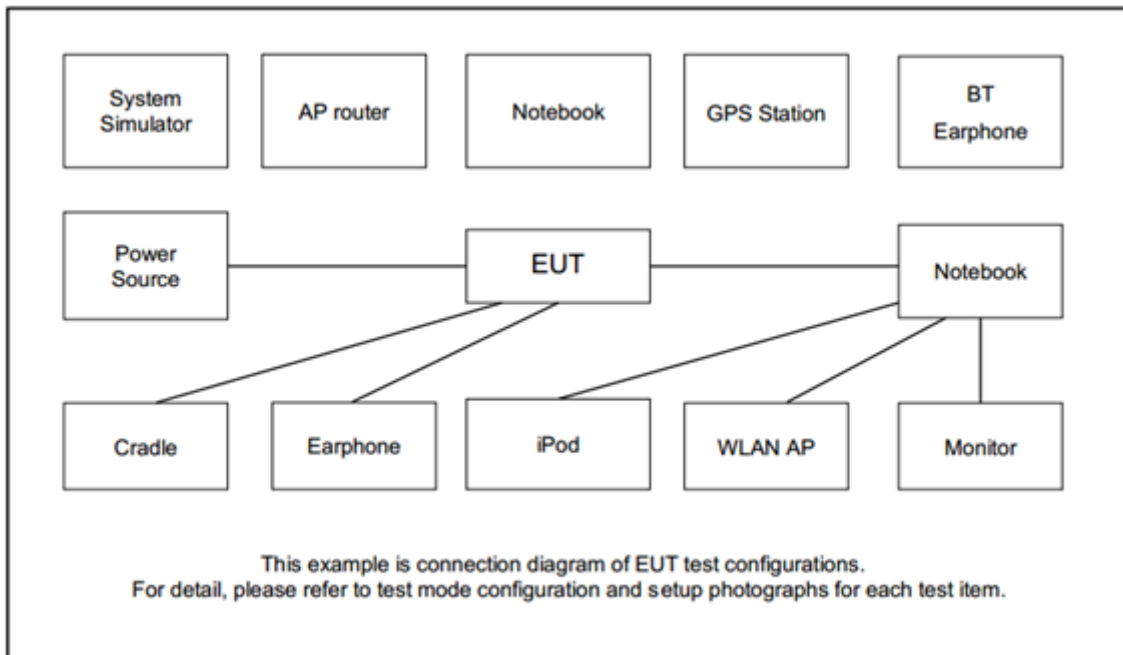 System
Simulator
AP router
Notebook
GPS Station
BT
Earphone
Power
Source
EUT
Notebook
Cradle
Earphone
iPod
WLAN AP
Monitor
This example is connection diagram of EUT test configurations.
For detail, please refer to test mode configuration and setup photographs for each test item.